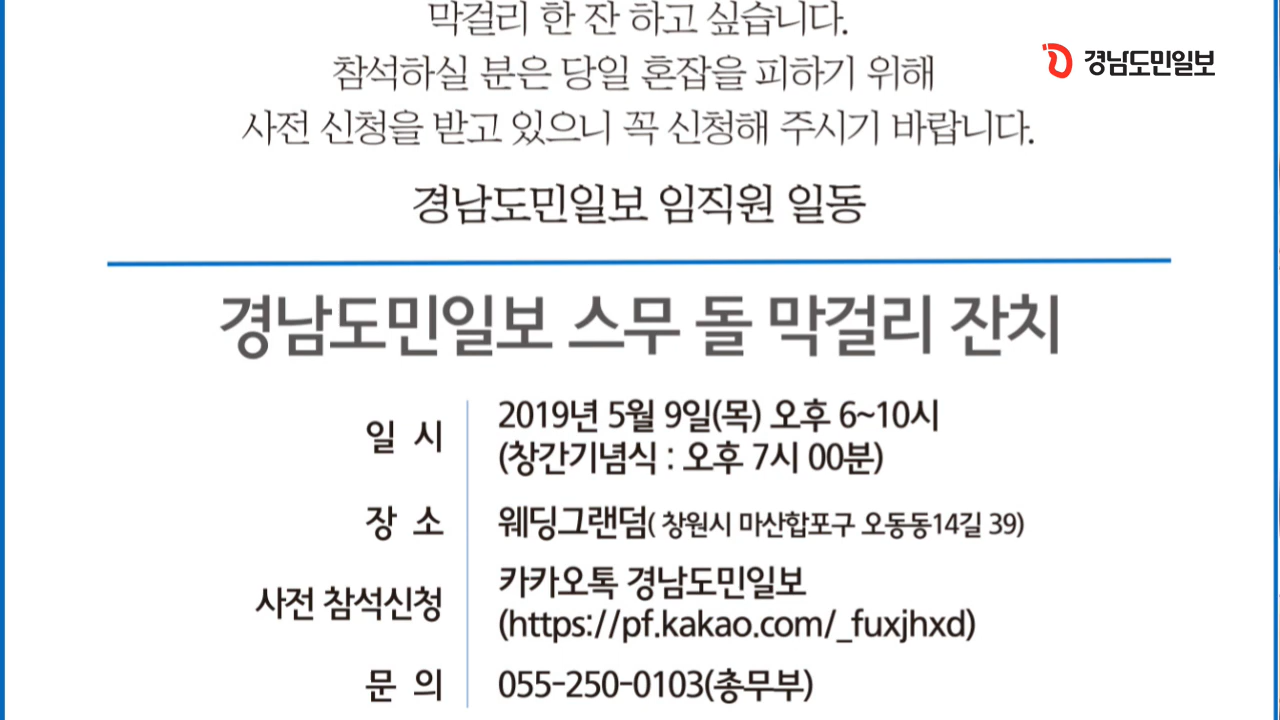 막걸리 한 잔 하고 싶습니다.
경남도민일보
참석하실 분은 당일 혼잡을 피하기 위해
사전 신청을 받고 있으니 꼭 신청해 주시기 바랍니다.
경남도민일보 임직원 일동
경남도민일보 스무 돌 막걸리 잔치
일 시
2019년 5월 9일(목) 오후 6~10시
(창간기념식 : 오후 7시 00분)
장 소
웨딩그랜덤( 창원시 마산합포구 오동동14길 39)
사전 참석신청
카카오톡 경남도민일보
(https://pf.kakao.com/_fuxjhxd)
문 의
055-250-0103(총무부)